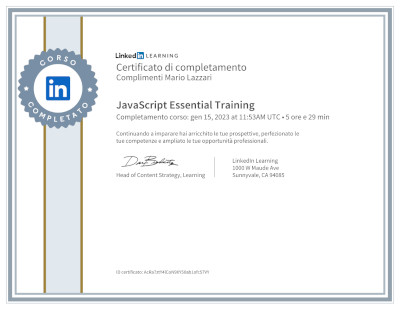 CORSO
COMPLETATO
in
Linked in LEARNING
Certificato di completamento
Complimenti Mario Lazzari
JavaScript Essential Training
Completamento corso: gen 15, 2023 at 11:53AM UTC • 5 ore e 29 min
Continuando a imparare hai arricchito le tue prospettive, perfezionato le
tue competenze e ampliato le tue opportunità professionali.
Head of Content Strategy, Learning
LinkedIn Learning
1000 W Maude Ave
Sunnyvale, CA 94085
ID certificato: